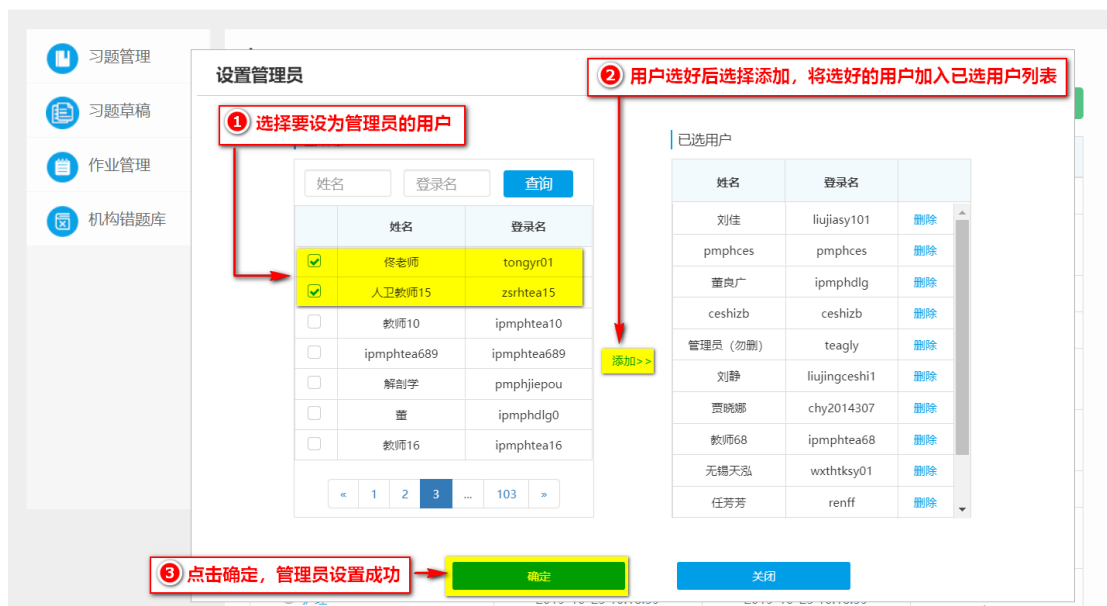 习题管理
习题草稿
作业管理
机构错题库
设置管理员
❷ 用户选好后选择添加，将选好的用户加入已选用户列表
❶ 选择要设为管理员的用户
姓名 登录名 查询
姓名 登录名
佟老师 tongyr01
人卫教师15 zsrhtea15
教师10 ipmphtea10
ipmphtea689 ipmphtea689
解剖学 pmphjiepou
董 ipmphdlg0
教师16 ipmphtea16
« 1 2 3 ... 103 »
添加>>
已选用户
姓名 登录名
刘佳 liujiasy101 删除
pmphces pmphces 删除
董良广 ipmphdlg 删除
ceshizb ceshizb 删除
管理员（勿删） teagly 删除
刘静 liujingceshi1 删除
贾晓娜 chy2014307 删除
教师68 ipmphtea68 删除
无锡天泓 wxthtksy01 删除
任芳芳 renff 删除
❸ 点击确定，管理员设置成功
确定 关闭